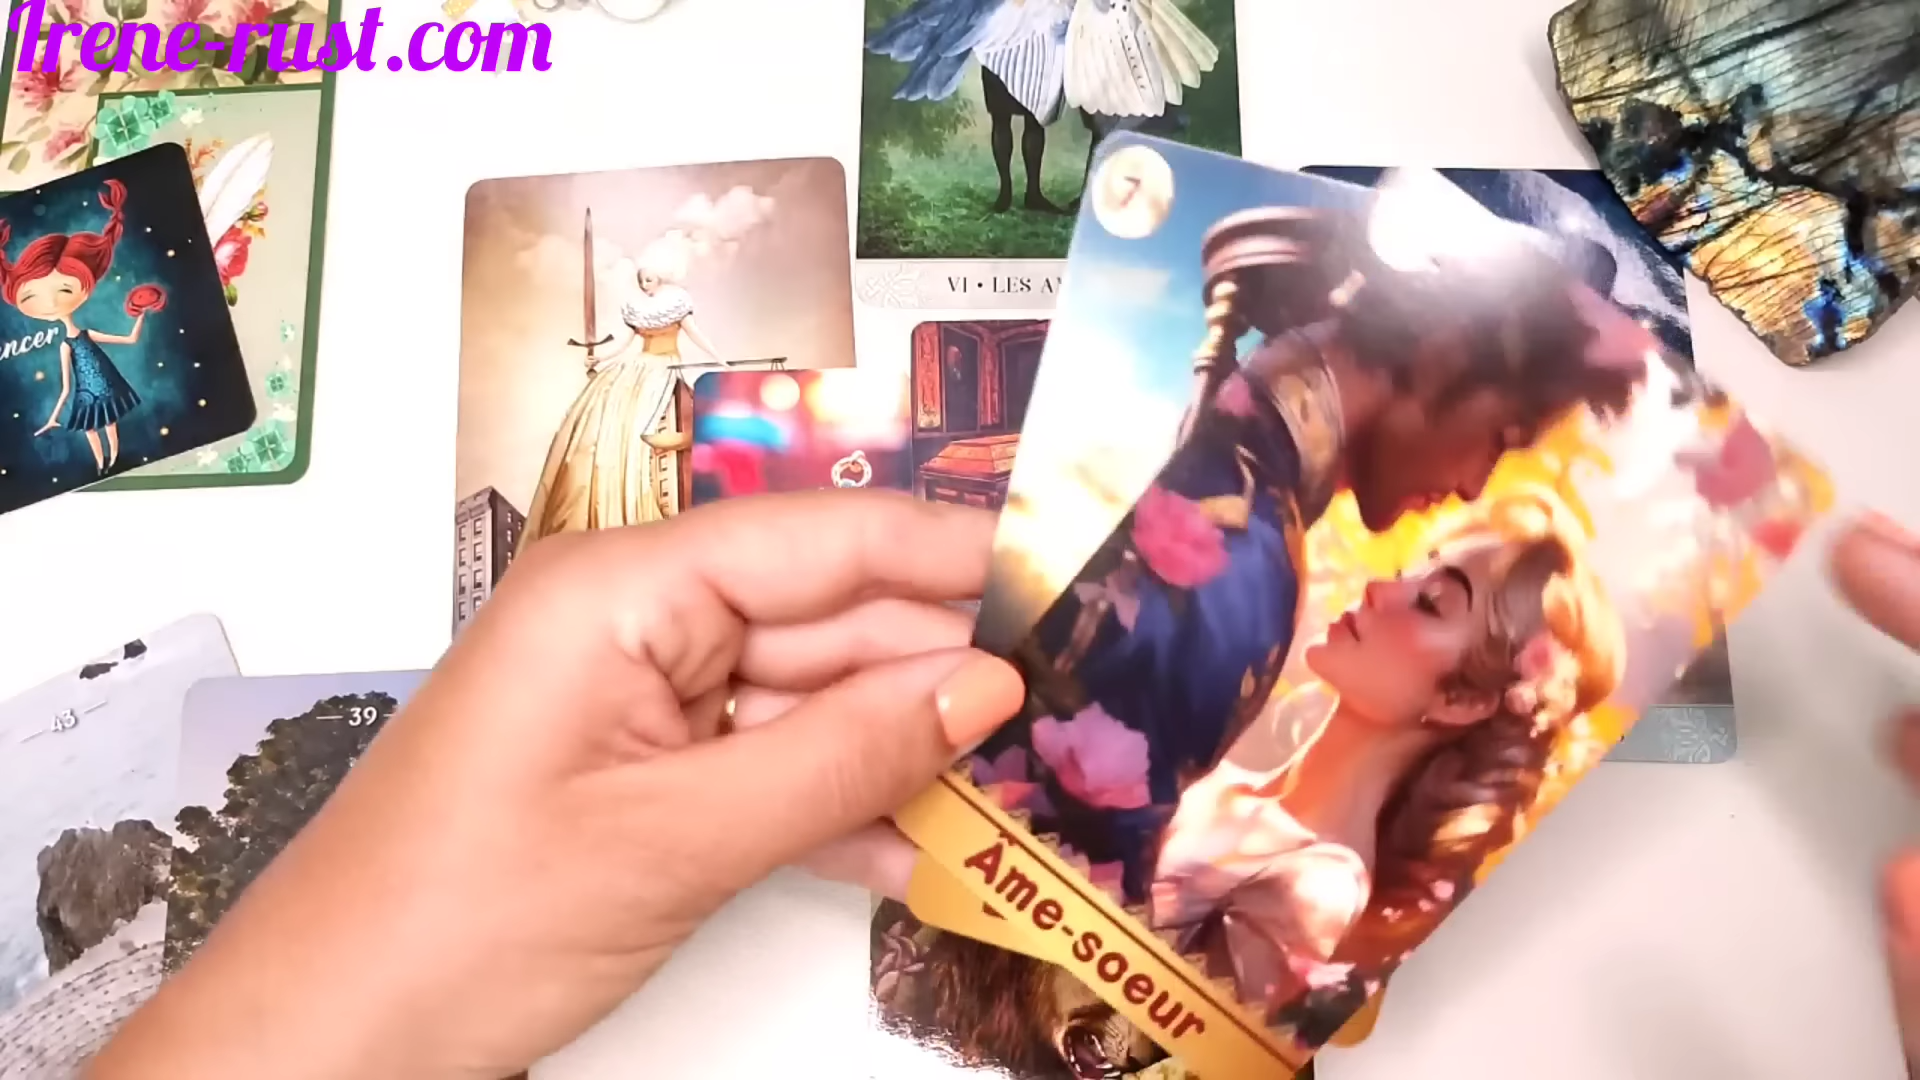 Irene-rust.com
VI • LES A
7
ncer
43
39
Âme-soeur